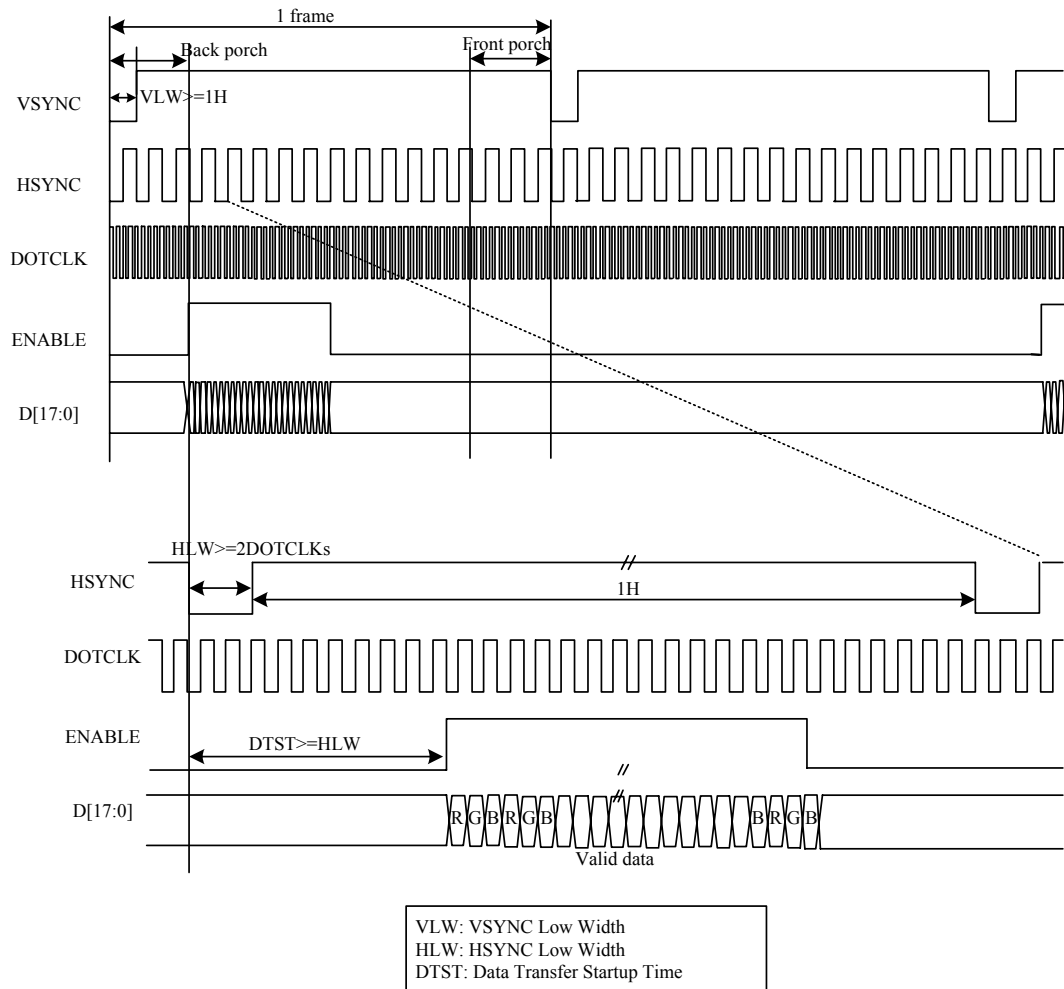 1 frame
Back porch
Front porch
VLW>=1H
VSYNC
HSYNC
DOTCLK
ENABLE
D[17:0]
HLW>=2DOTCLKs
HSYNC
//
1H
DOTCLK
ENABLE
DTST>=HLW
//
D[17:0]
//
R G B R G B B R G B
Valid data
VLW: VSYNC Low Width
HLW: HSYNC Low Width
DTST: Data Transfer Startup Time